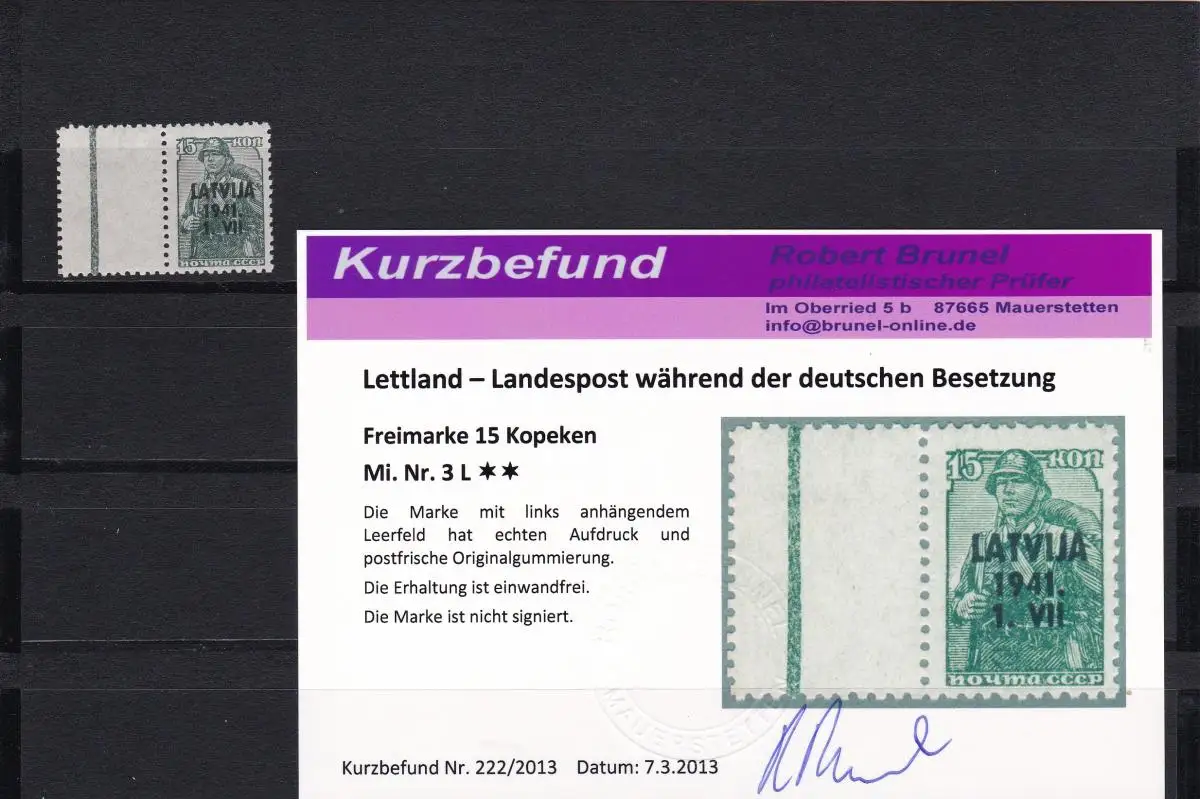 15 коп
LATVIJA
1941.
1. VII
почта ссср
Kurzbefund
Robert Brunel
philatelistischer Prüfer
Im Oberried 5 b 87665 Mauerstetten
info@brunel-online.de
Lettland – Landespost während der deutschen Besetzung
Freimarke 15 Kopeken
Mi. Nr. 3 L ✶✶
Die Marke mit links anhängendem
Leerfeld hat echten Aufdruck und
postfrische Originalgummierung.
Die Erhaltung ist einwandfrei.
Die Marke ist nicht signiert.
15 коп
LATVIJA
1941.
1. VII
почта ссср
Kurzbefund Nr. 222/2013 Datum: 7.3.2013